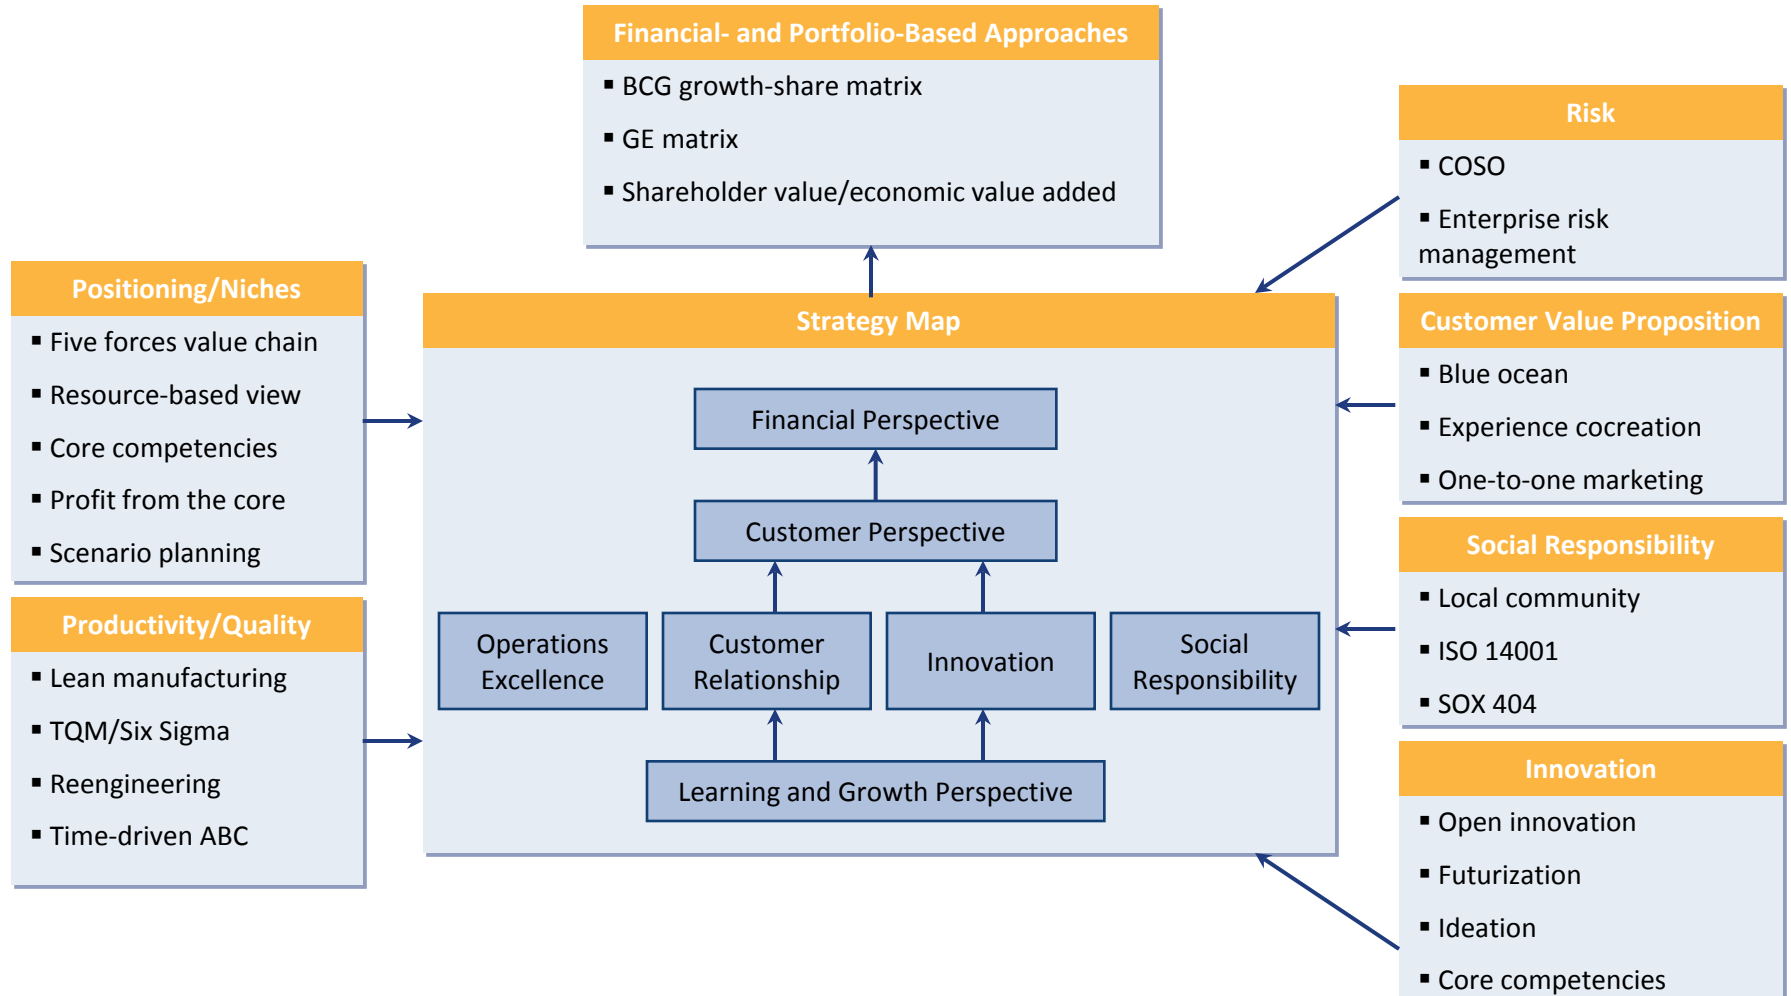 Financial- and Portfolio-Based Approaches
▪ BCG growth-share matrix
▪ GE matrix
▪ Shareholder value/economic value added
Positioning/Niches
▪ Five forces value chain
▪ Resource-based view
▪ Core competencies
▪ Profit from the core
▪ Scenario planning
Productivity/Quality
▪ Lean manufacturing
▪ TQM/Six Sigma
▪ Reengineering
▪ Time-driven ABC
Strategy Map
Financial Perspective
Customer Perspective
Operations
Excellence
Customer
Relationship
Innovation
Social
Responsibility
Learning and Growth Perspective
Risk
▪ COSO
▪ Enterprise risk
management
Customer Value Proposition
▪ Blue ocean
▪ Experience cocreation
▪ One-to-one marketing
Social Responsibility
▪ Local community
▪ ISO 14001
▪ SOX 404
Innovation
▪ Open innovation
▪ Futurization
▪ Ideation
▪ Core competencies